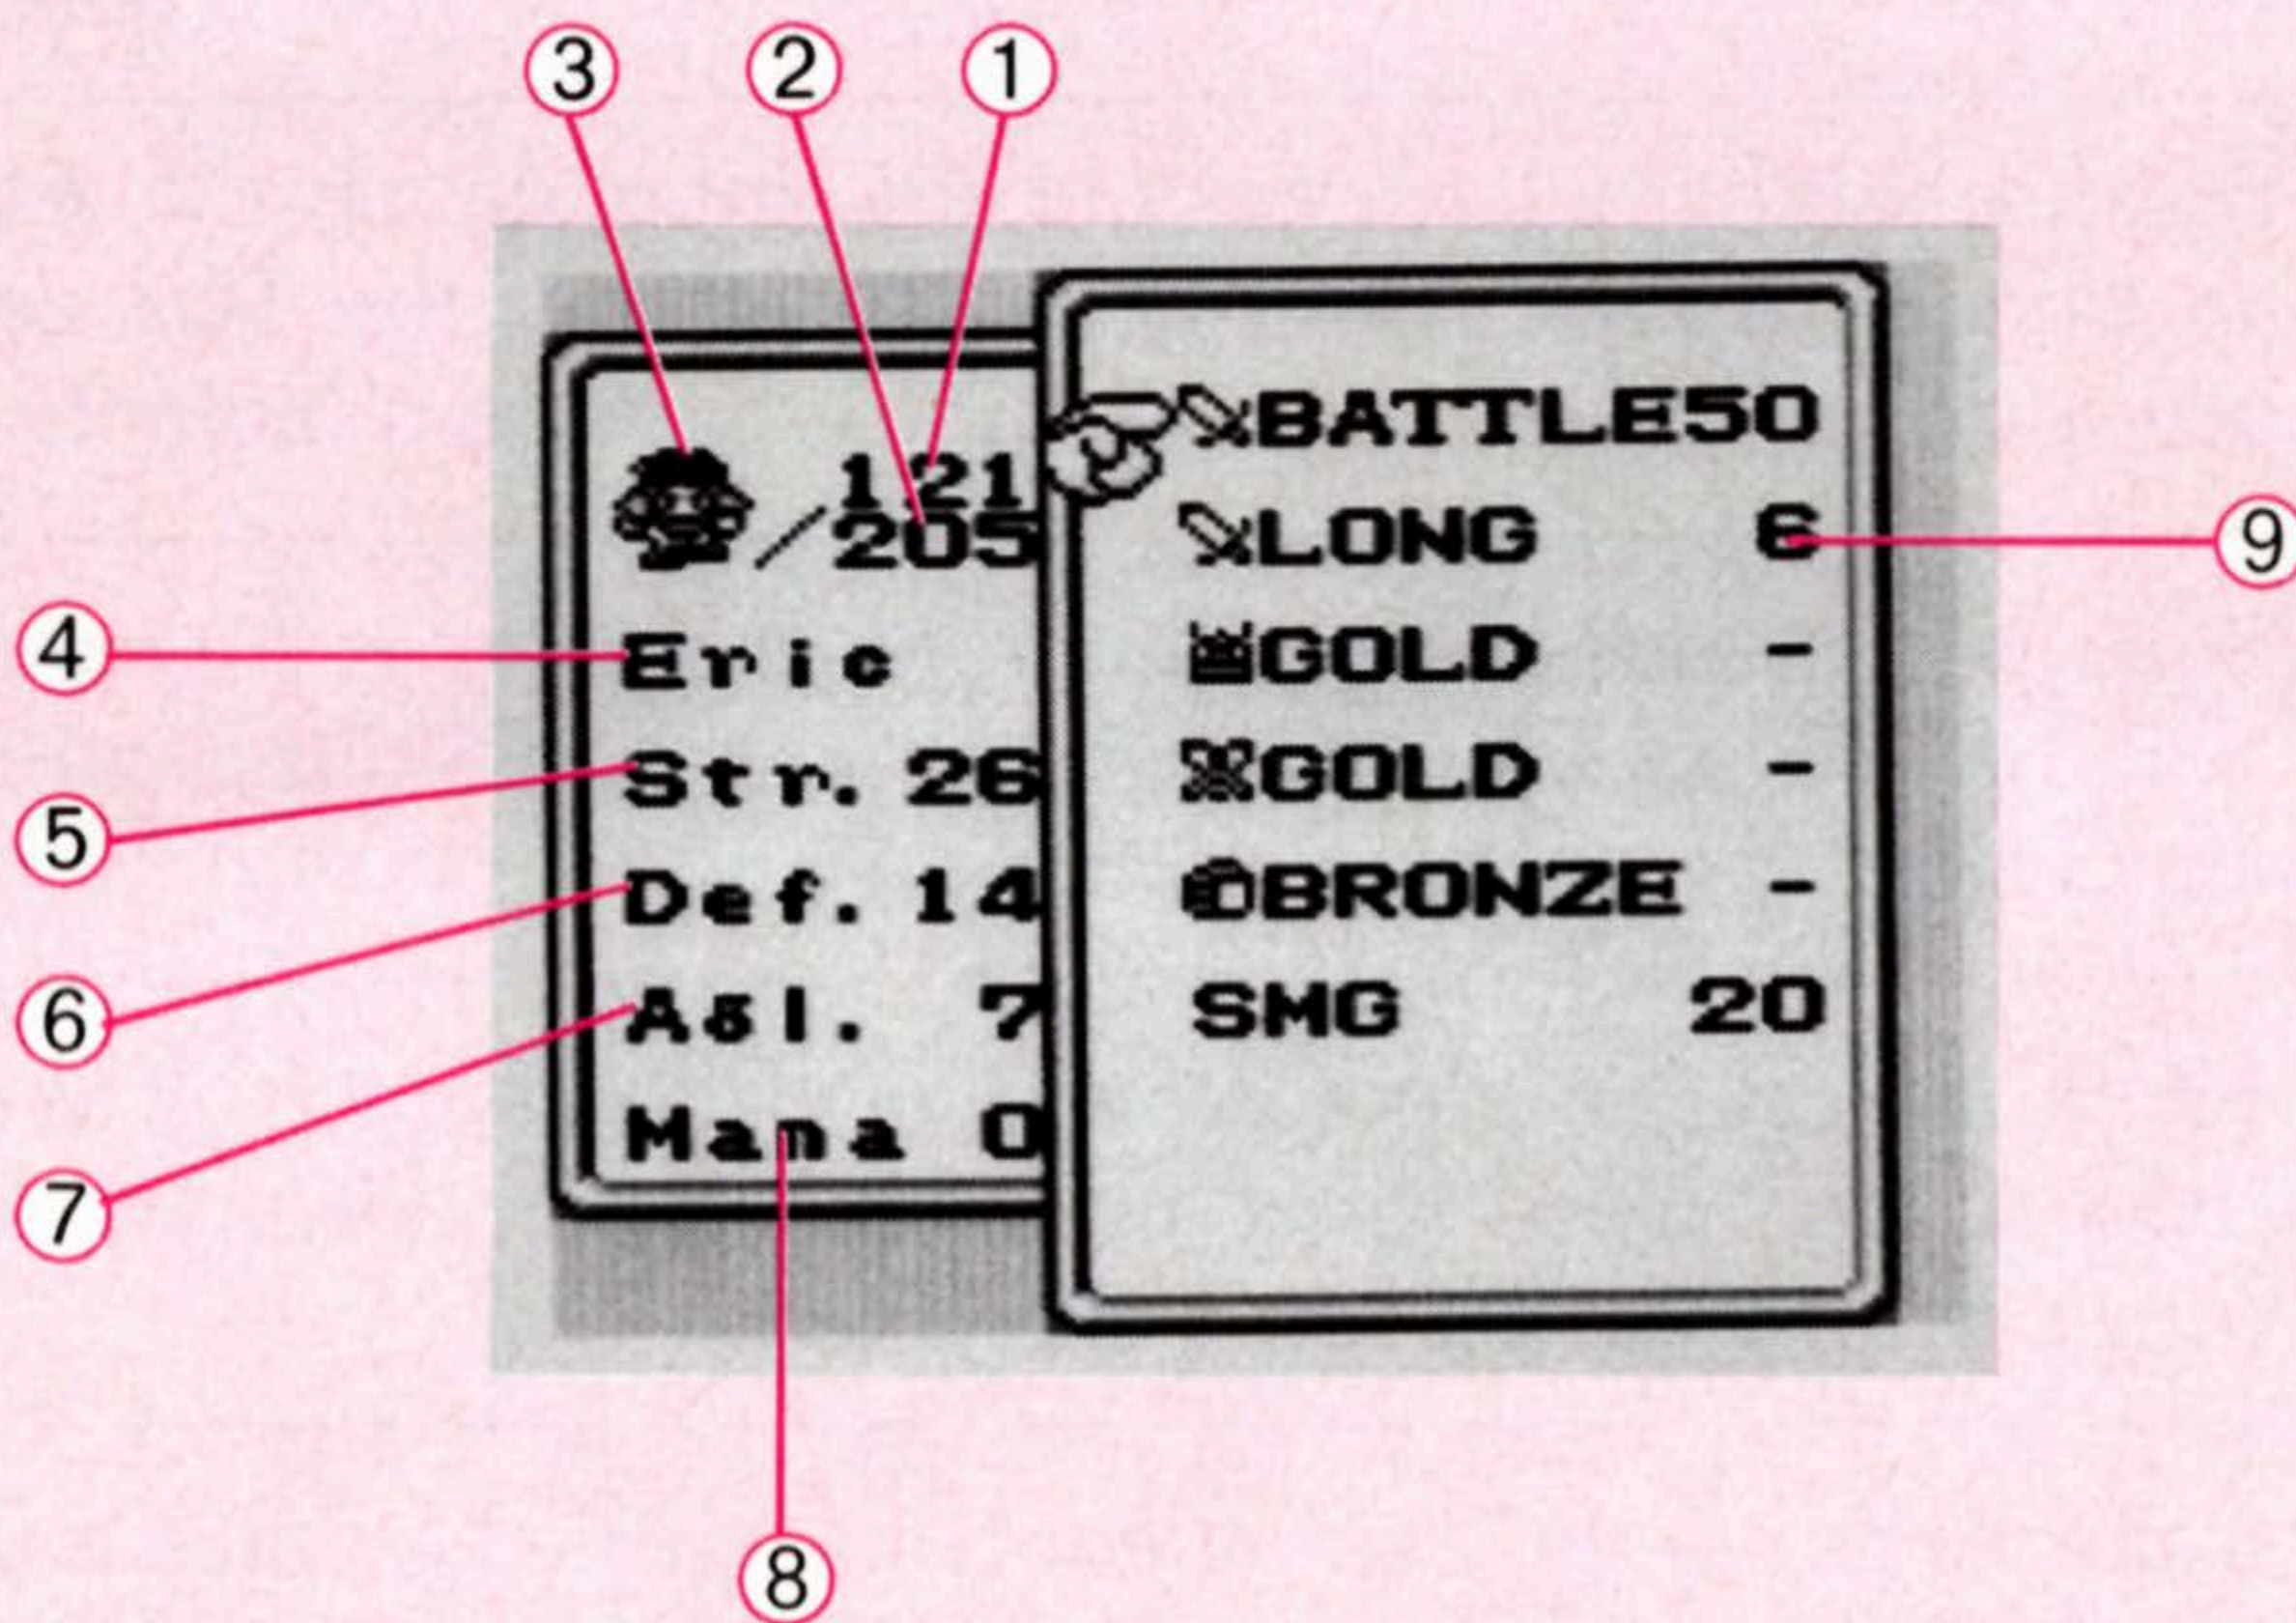 ③ ② ①
BATTLE50
121
/205
LONG 6
⑨
Eric
④
GOLD -
Str. 26
⑤
GOLD -
Def. 14
⑥
BRONZE -
Agl. 7
⑦
SMG 20
Mana 0
⑧